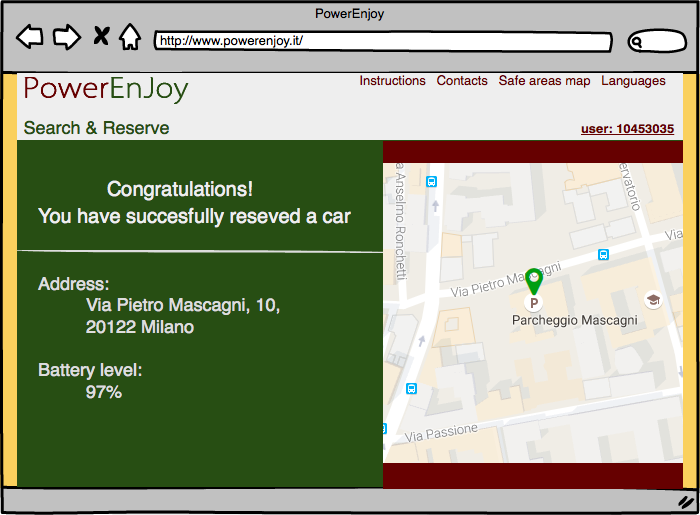 PowerEnjoy
http://www.powerenjoy.it/
PowerEnJoy
Instructions Contacts Safe areas map Languages
Search & Reserve
user: 10453035
Congratulations!
You have succesfully reseved a car
Address:
Via Pietro Mascagni, 10,
20122 Milano
Battery level:
97%
a Anselmo Ronchetti
ervatorio
Via
Via Pietro Mascagni
P
Parcheggio Mascagni
Via Passione